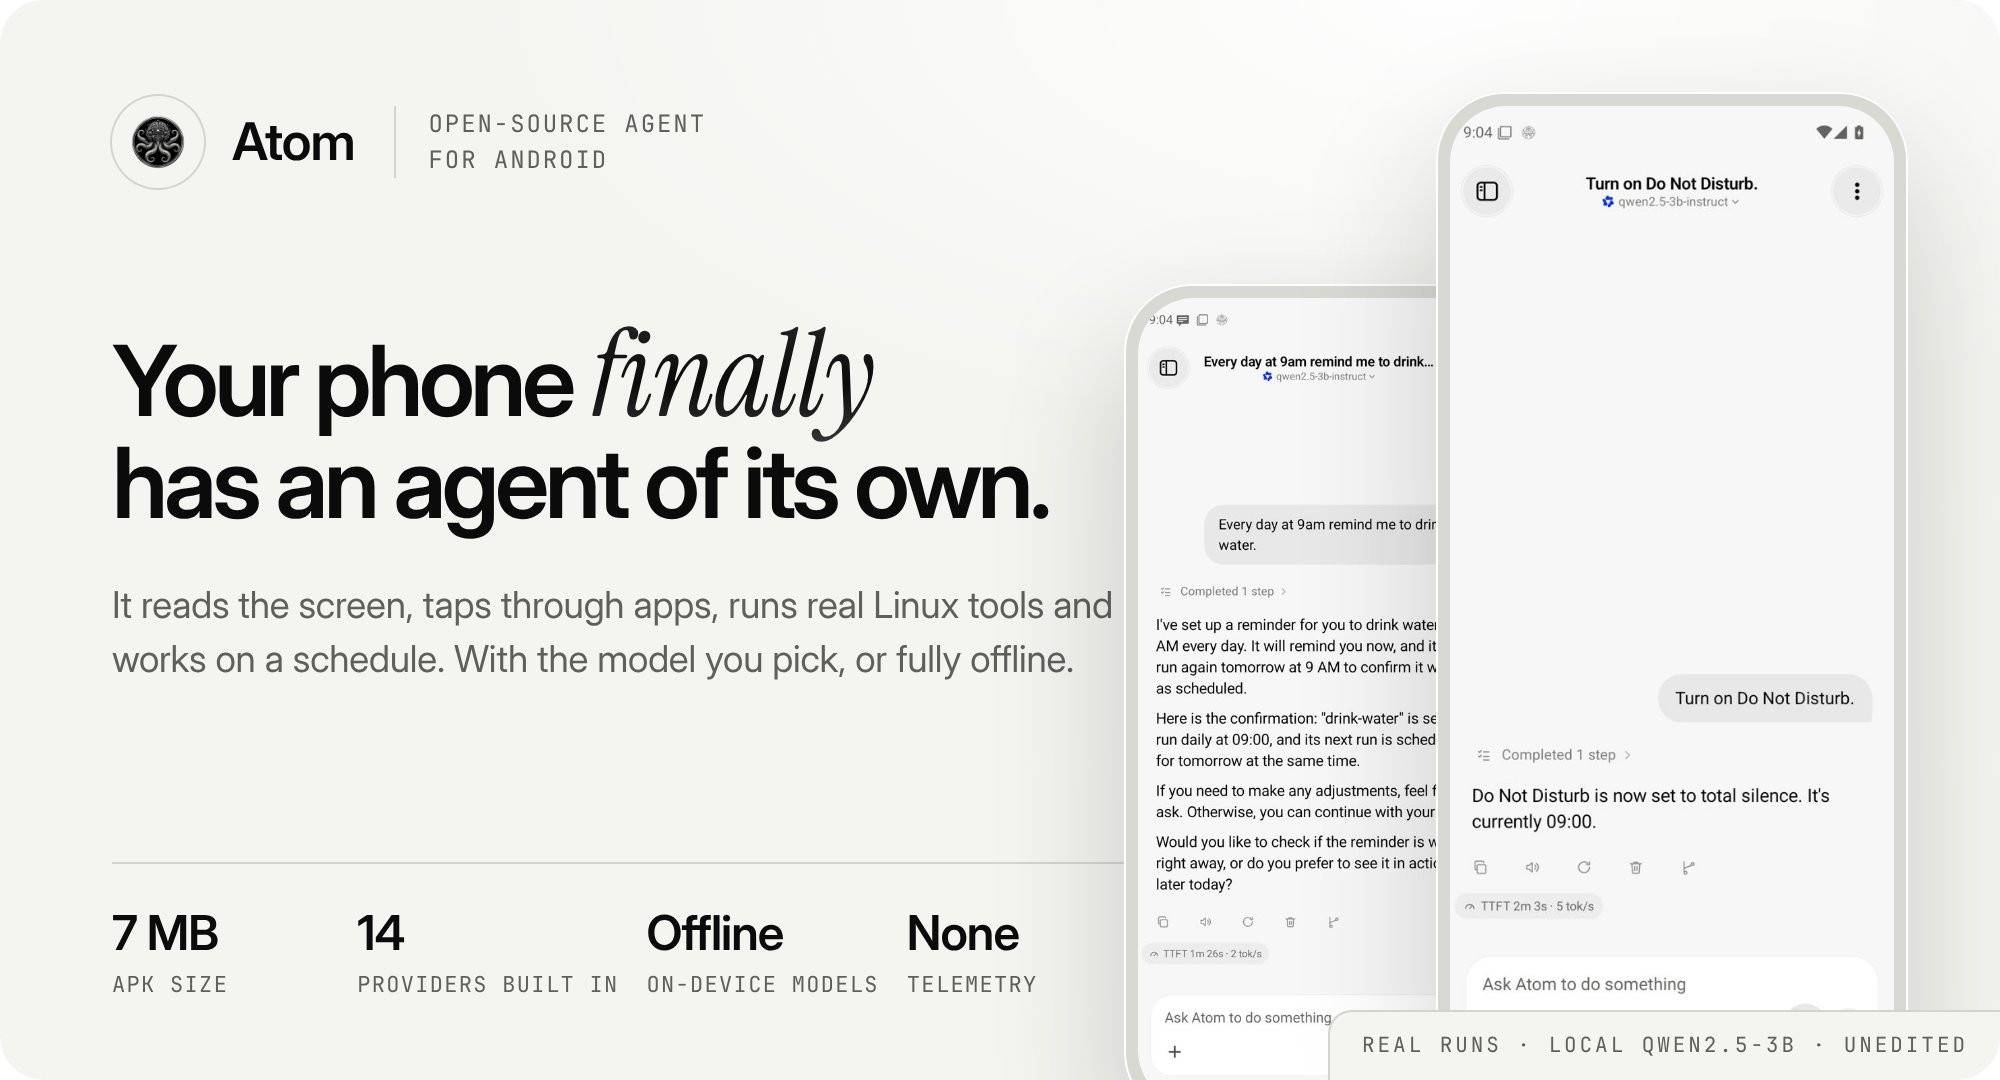 Atom
OPEN-SOURCE AGENT
FOR ANDROID
Your phone finally
has an agent of its own.
It reads the screen, taps through apps, runs real Linux tools and
works on a schedule. With the model you pick, or fully offline.
7 MB
APK SIZE
14
PROVIDERS BUILT IN
Offline
ON-DEVICE MODELS
None
TELEMETRY
9:04
Every day at 9am remind me to drink...
qwen2.5-3b-instruct
Every day at 9am remind me to
water.
Completed 1 step
I've set up a reminder for you to drink water
AM every day. It will remind you now, and it
run again tomorrow at 9 AM to confirm it
as scheduled.
Here is the confirmation: "drink-water" is
run daily at 09:00, and its next run is
for tomorrow at the same time.
If you need to make any adjustments, feel
ask. Otherwise, you can continue with your
Would you like to check if the reminder is
right away, or do you prefer to see it in
later today?
TTFT 1m 26s · 2 tok/s
Ask Atom to do something
9:04
Turn on Do Not Disturb.
qwen2.5-3b-instruct
Turn on Do Not Disturb.
Completed 1 step
Do Not Disturb is now set to total silence. It's
currently 09:00.
TTFT 2m 3s · 5 tok/s
Ask Atom to do something
REAL RUNS · LOCAL QWEN2.5-3B · UNEDITED